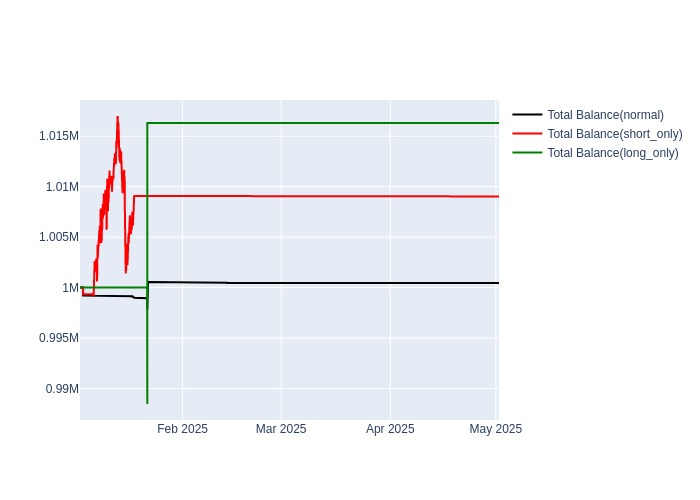 Total Balance(normal)
Total Balance(short_only)
Total Balance(long_only)
1.015M
1.01M
1.005M
1M
0.995M
0.99M
Feb 2025
Mar 2025
Apr 2025
May 2025